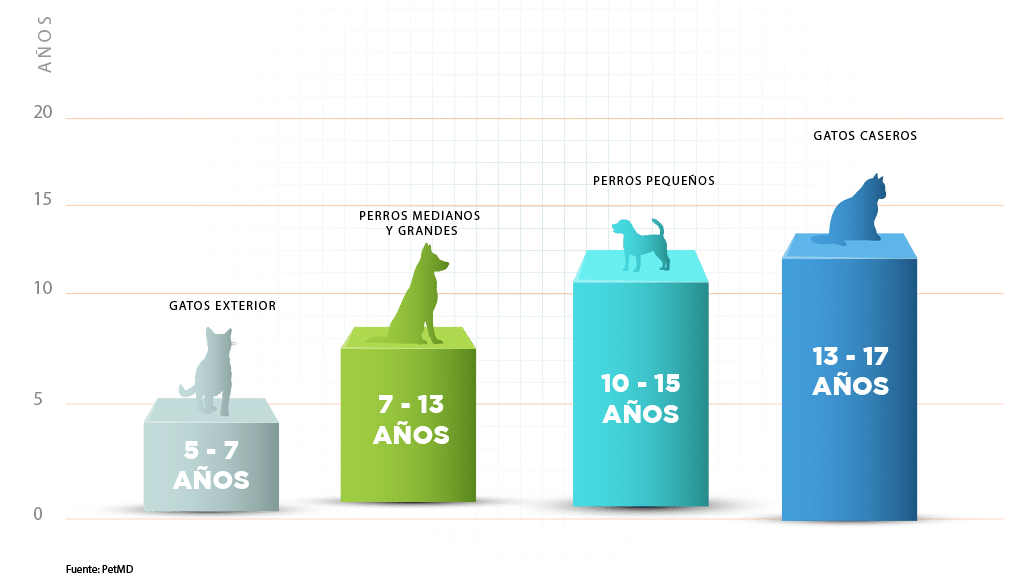 AÑOS
20
15
10
5
0
GATOS EXTERIOR
5 - 7
AÑOS
PERROS MEDIANOS
Y GRANDES
7 - 13
AÑOS
PERROS PEQUEÑOS
10 - 15
AÑOS
GATOS CASEROS
13 - 17
AÑOS
Fuente: PetMD